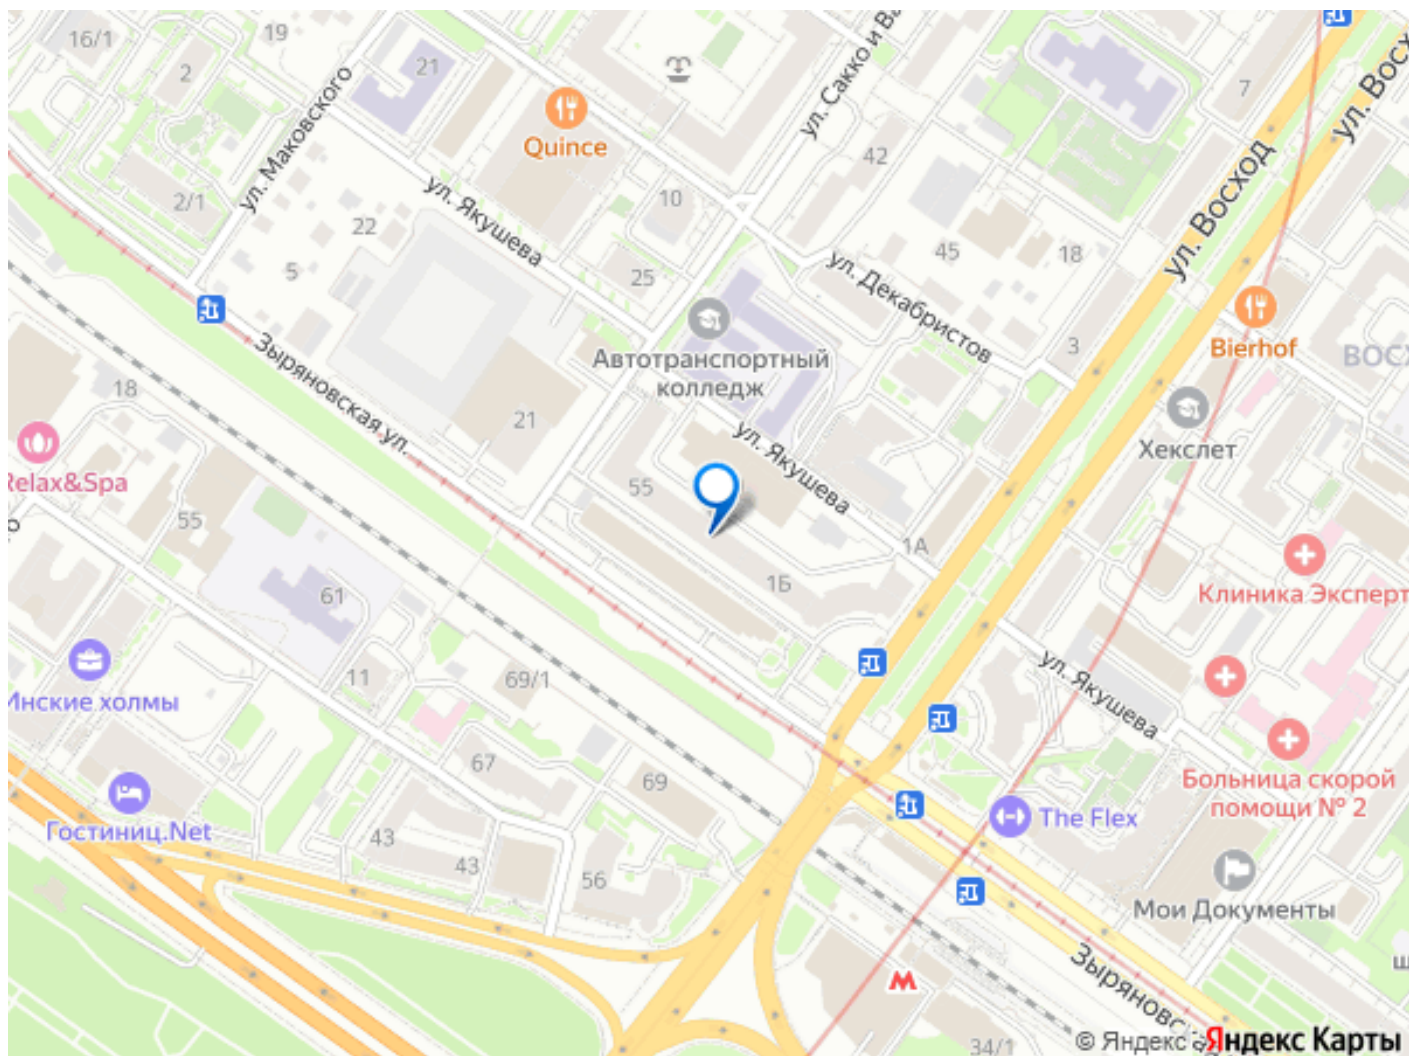 16/1
19
2
21
ул. Маковского
Quince
ул. Сакко и Ва
42
7
ул. Восход
ул. Восх
2/1
22
ул. Якушева
10
5
25
45
18
ул. Декабристов
3
Bierhof
ВОСХ
Автотранспортный
колледж
Зыряновская ул.
18
21
Relax&Spa
55
55
ул. Якушева
Хекслет
1А
1Б
61
Клиника Эксперт
11
69/1
Инские холмы
ул. Якушева
67
69
Больница скорой
помощи № 2
Гостиниц.Net
The Flex
43
43
56
Мои Документы
Зыряновская
34/1
© Яндекс
Яндекс Карты